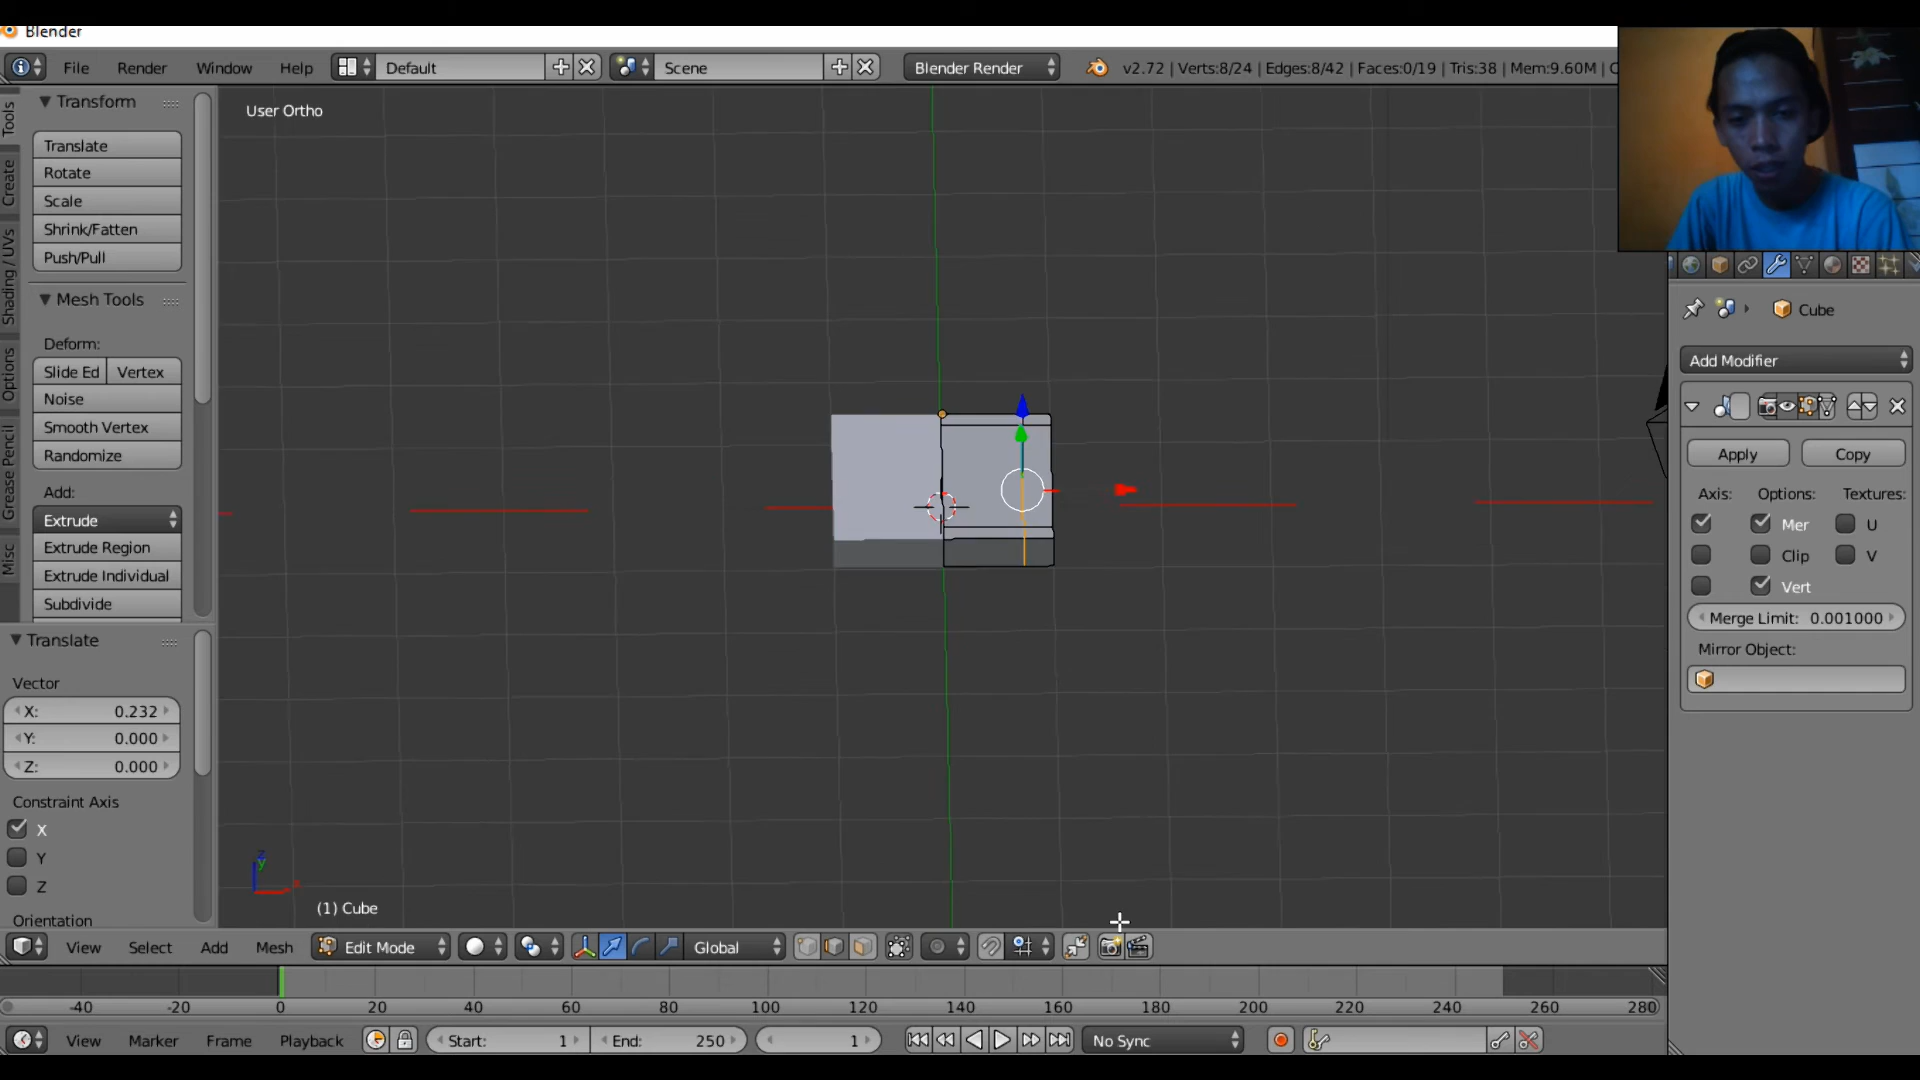 Blender
File Render Window Help Default Scene Blender Render v2.72 | Verts:8/24 | Edges:8/42 | Faces:0/19 | Tris:38 | Mem:9.60M |
User Ortho
Tools
Create
Shading / UVs
Options
Grease Pencil
Misc
Transform
Translate
Rotate
Scale
Shrink/Fatten
Push/Pull
Mesh Tools
Deform:
Slide Ed Vertex
Noise
Smooth Vertex
Randomize
Add:
Extrude
Extrude Region
Extrude Individual
Subdivide
Translate
Vector
X: 0.232
Y: 0.000
Z: 0.000
Constraint Axis
X
Y
Z
Orientation
(1) Cube
Cube
Add Modifier
Apply Copy
Axis: Options: Textures:
Mer U
Clip V
Vert
Merge Limit: 0.001000
Mirror Object:
View Select Add Mesh Edit Mode Global
-40 -20 0 20 40 60 80 100 120 140 160 180 200 220 240 260 280
View Marker Frame Playback Start: 1 End: 250 1 No Sync